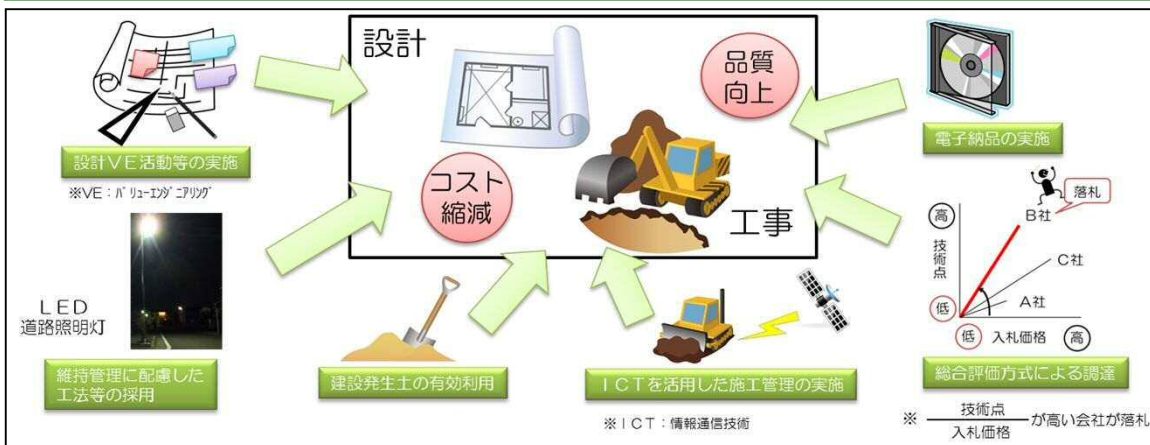 設計
品質
向上
コスト
縮減
工事
設計VE活動等の実施
※VE：ﾊﾞﾘｭｰｴﾝｼﾞﾆｱﾘﾝｸﾞ
LED
道路照明灯
維持管理に配慮した
工法等の採用
建設発生土の有効利用
ICTを活用した施工管理の実施
※ICT：情報通信技術
電子納品の実施
落札
B社
高
技術点
C社
A社
低
低 入札価格 高
総合評価方式による調達
※ 技術点
入札価格 が高い会社が落札